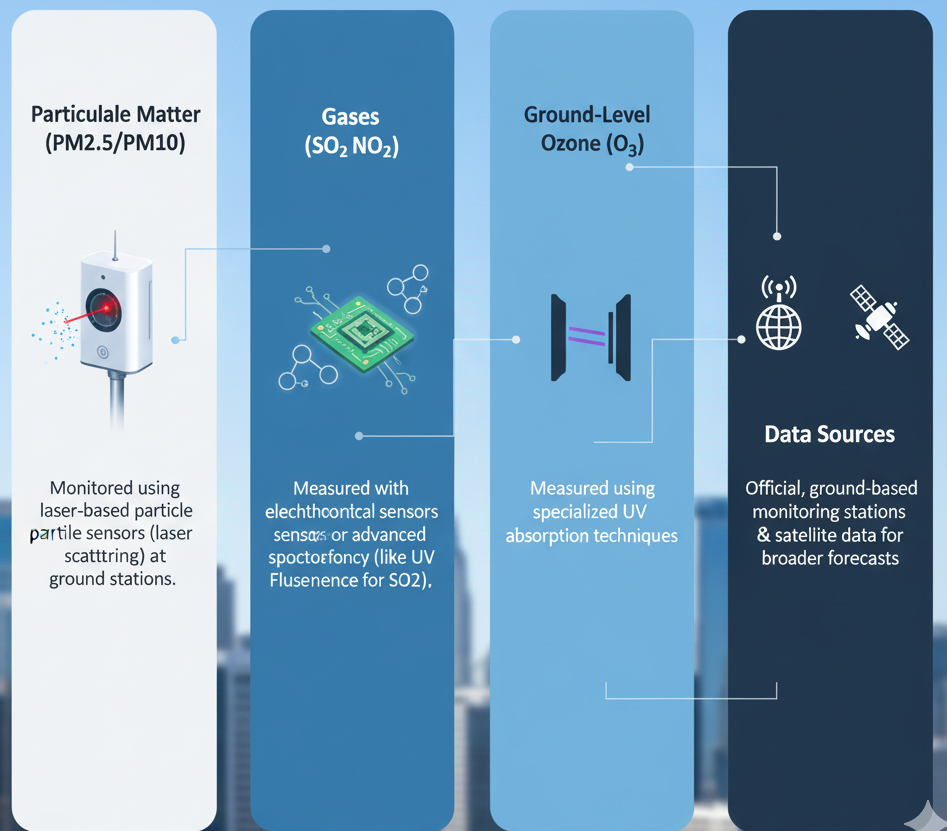 Particulale Matter
(PM2.5/PM10)
Monitored using
laser-based particle
partile sensors (laser
scatttring) at
ground stations.
Gases
(SO₂ NO₂)
Measured with
elechthcontcal sensors
or advanced
spoctorfoncy (like UV
Flusenence for SO2),
Ground-Level
Ozone (O₃)
Measured using
specialized UV
absorption techniques
Data Sources
Official, ground-based
monitoring stations
& satellite data for
broader forecasts